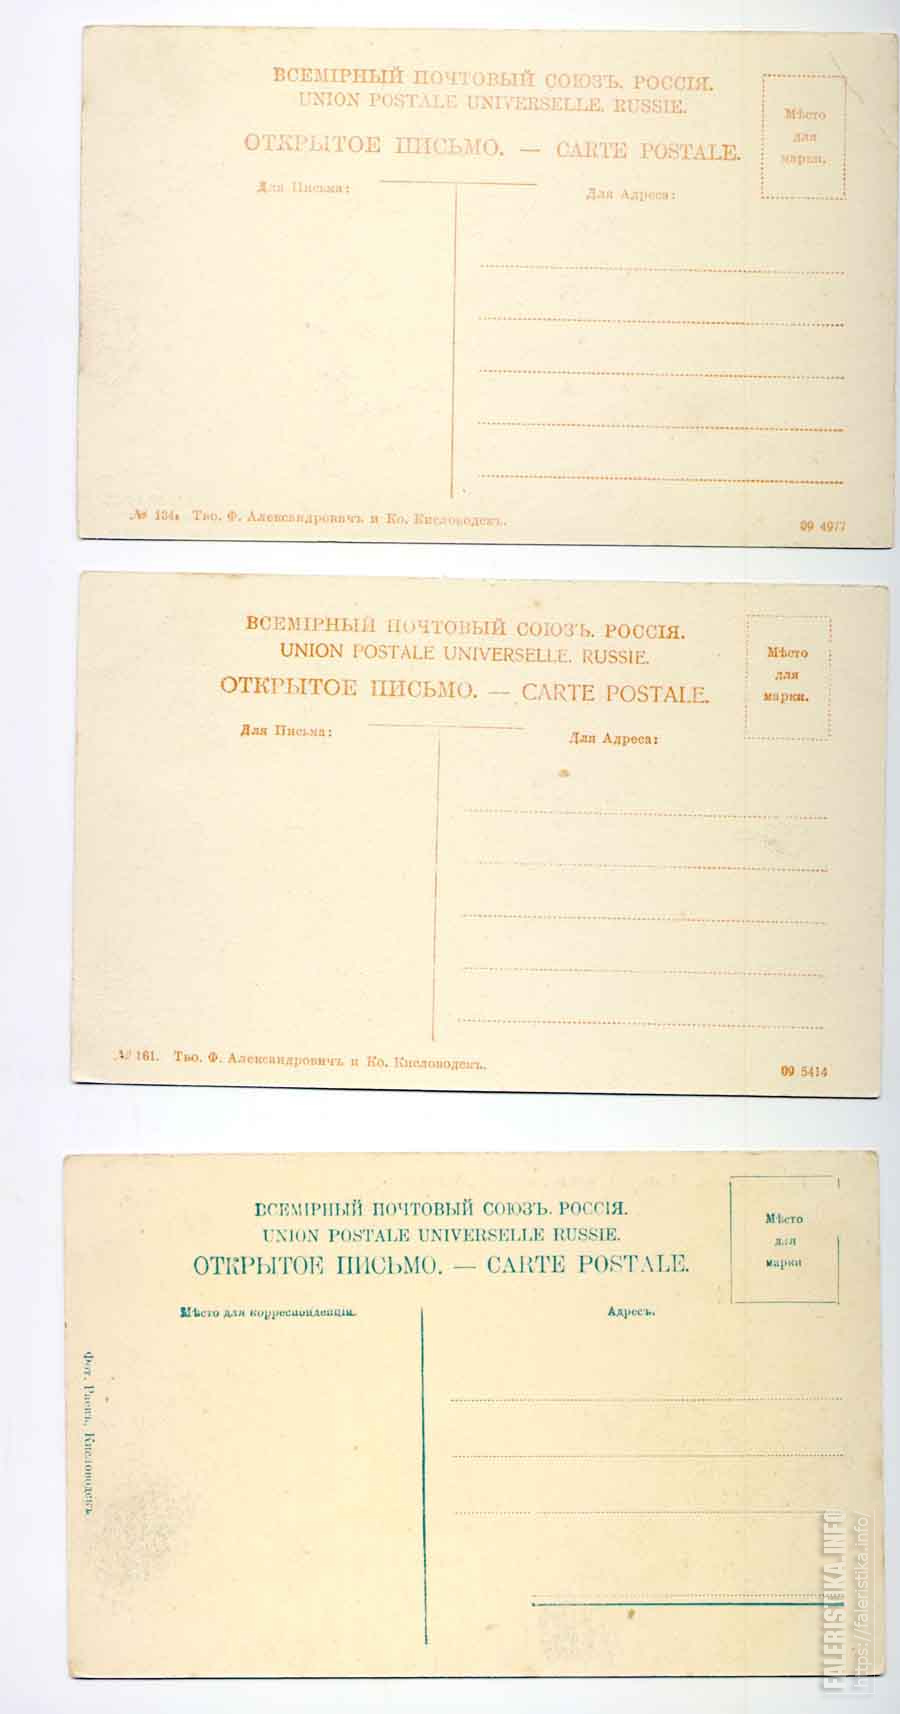 ВСЕМІРНЫЙ ПОЧТОВЫЙ СОЮЗЪ. РОССІЯ.
UNION POSTALE UNIVERSELLE. RUSSIE.
ОТКРЫТОЕ ПИСЬМО. — CARTE POSTALE.
Мѣсто
для
марки.
Для Письма:
Для Адреса:
№ 134. Тво. Ф. Александровичъ и Ко. Кисловодскъ.
09 4977
ВСЕМІРНЫЙ ПОЧТОВЫЙ СОЮЗЪ. РОССІЯ.
UNION POSTALE UNIVERSELLE. RUSSIE.
ОТКРЫТОЕ ПИСЬМО. — CARTE POSTALE.
Мѣсто
для
марки.
Для Письма:
Для Адреса:
№ 161. Тво. Ф. Александровичъ и Ко. Кисловодскъ.
09 5414
ВСЕМІРНЫЙ ПОЧТОВЫЙ СОЮЗЪ. РОССІЯ.
UNION POSTALE UNIVERSELLE RUSSIE.
ОТКРЫТОЕ ПИСЬМО. — CARTE POSTALE.
Мѣсто
для
марки
Мѣсто для корреспонденціи.
Адресъ.
Фот. Раевъ, Кисловодскъ
FALERISTIKA.INFO
https://faleristika.info/